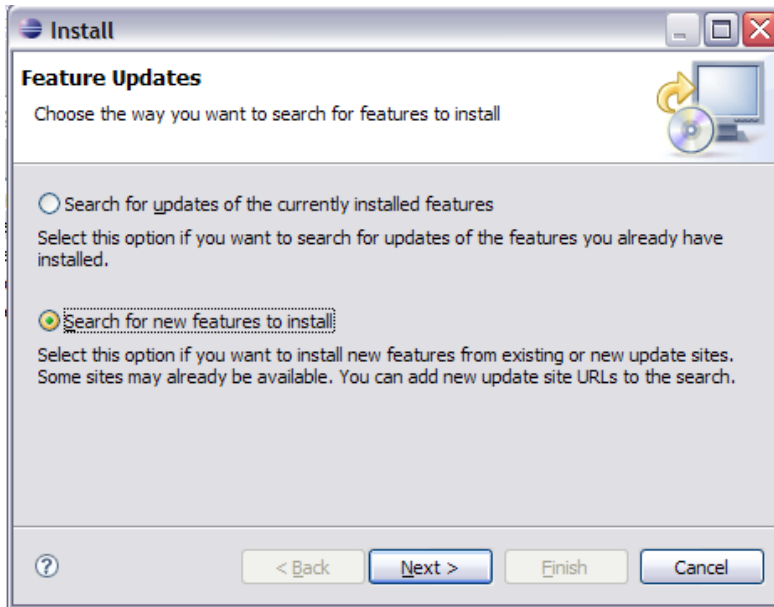 Install
Feature Updates
Choose the way you want to search for features to install
Search for updates of the currently installed features
Select this option if you want to search for updates of the features you already have
installed.
Search for new features to install
Select this option if you want to install new features from existing or new update sites.
Some sites may already be available. You can add new update site URLs to the search.
?
< Back
Next >
Finish
Cancel